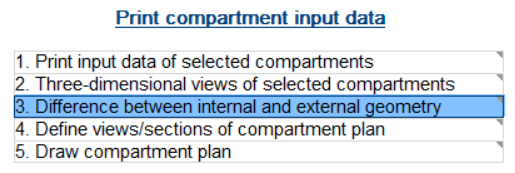 Print compartment input data
1. Print input data of selected compartments
2. Three-dimensional views of selected compartments
3. Difference between internal and external geometry
4. Define views/sections of compartment plan
5. Draw compartment plan